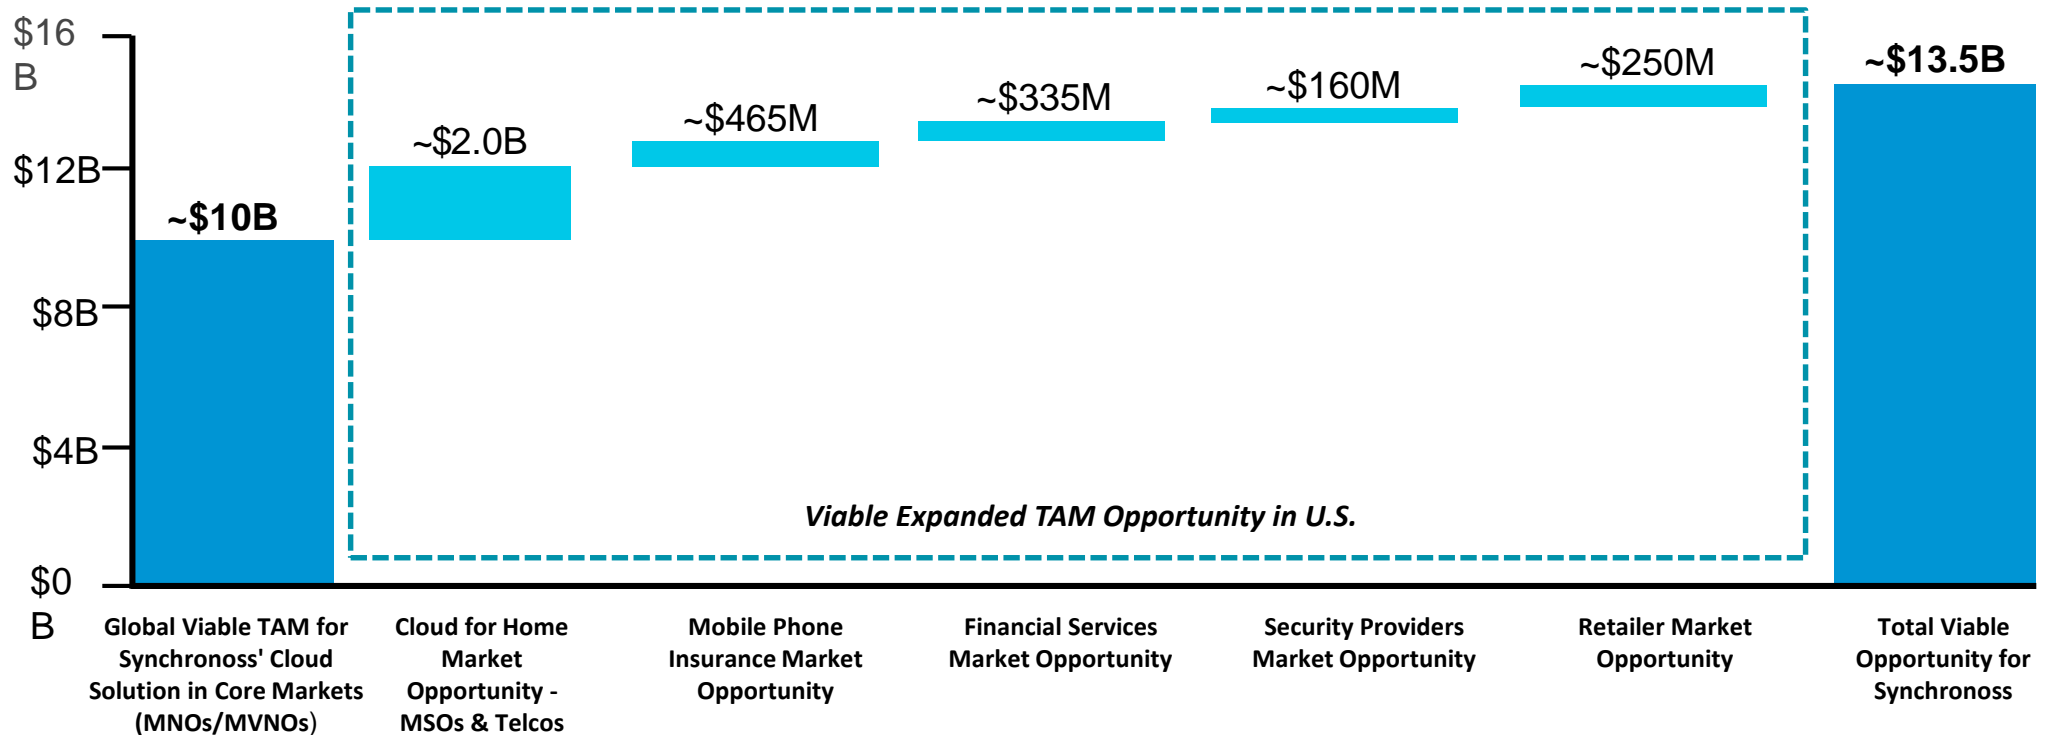 $16
B
$12B
$8B
$4B
$0
B
~$10B
~$2.0B
~$465M
~$335M
~$160M
~$250M
~$13.5B
Viable Expanded TAM Opportunity in U.S.
Global Viable TAM for
Synchronoss' Cloud
Solution in Core Markets
(MNOs/MVNOs)
Cloud for Home
Market
Opportunity -
MSOs & Telcos
Mobile Phone
Insurance Market
Opportunity
Financial Services
Market Opportunity
Security Providers
Market Opportunity
Retailer Market
Opportunity
Total Viable
Opportunity for
Synchronoss